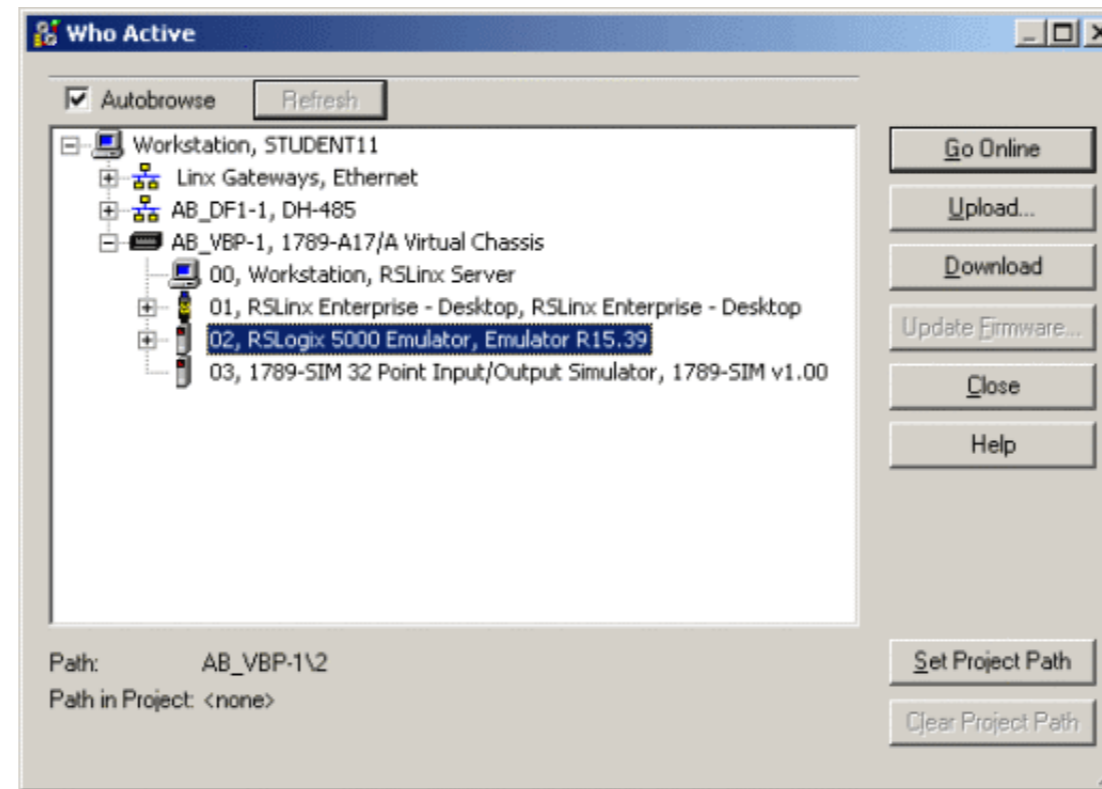 Who Active
Autobrowse
Refresh
Workstation, STUDENT11
Linx Gateways, Ethernet
AB_DF1-1, DH-485
AB_VBP-1, 1789-A17/A Virtual Chassis
00, Workstation, RSLinx Server
01, RSLinx Enterprise - Desktop, RSLinx Enterprise - Desktop
02, RSLogix 5000 Emulator, Emulator R15.39
03, 1789-SIM 32 Point Input/Output Simulator, 1789-SIM v1.00
Go Online
Upload...
Download
Update Firmware...
Close
Help
Path: AB_VBP-1\2
Path in Project: <none>
Set Project Path
Clear Project Path